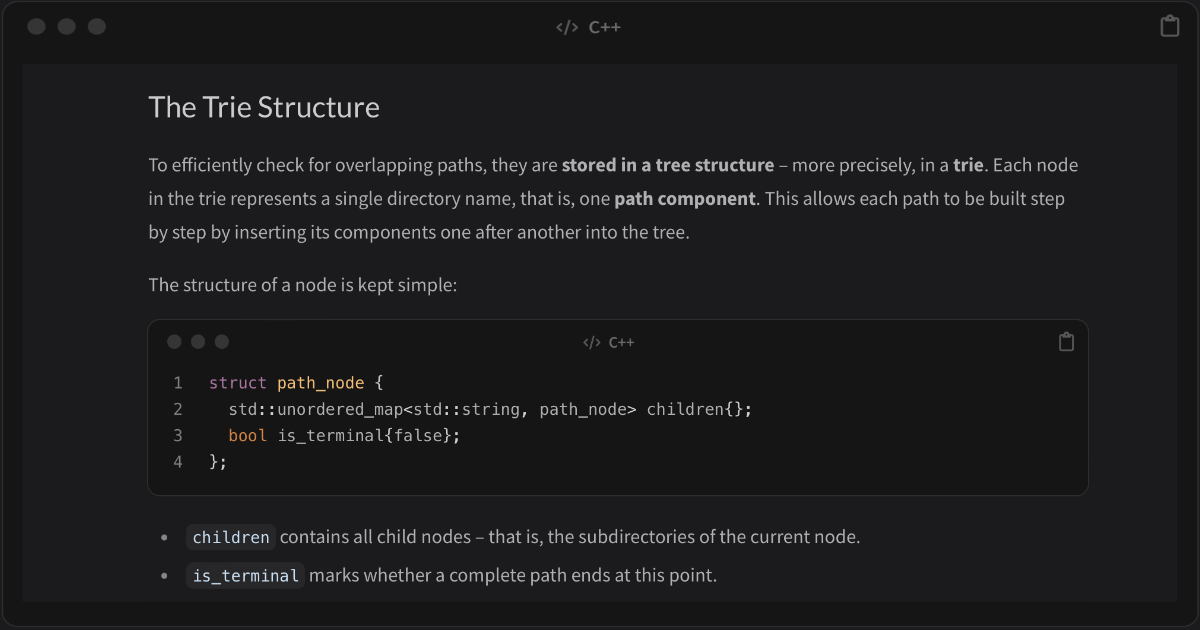 </> C++
The Trie Structure
To efficiently check for overlapping paths, they are stored in a tree structure – more precisely, in a trie. Each node
in the trie represents a single directory name, that is, one path component. This allows each path to be built step
by step by inserting its components one after another into the tree.
The structure of a node is kept simple:
</> C++
1 struct path_node {
2   std::unordered_map<std::string, path_node> children{};
3   bool is_terminal{false};
4 };
• children contains all child nodes – that is, the subdirectories of the current node.
• is_terminal marks whether a complete path ends at this point.